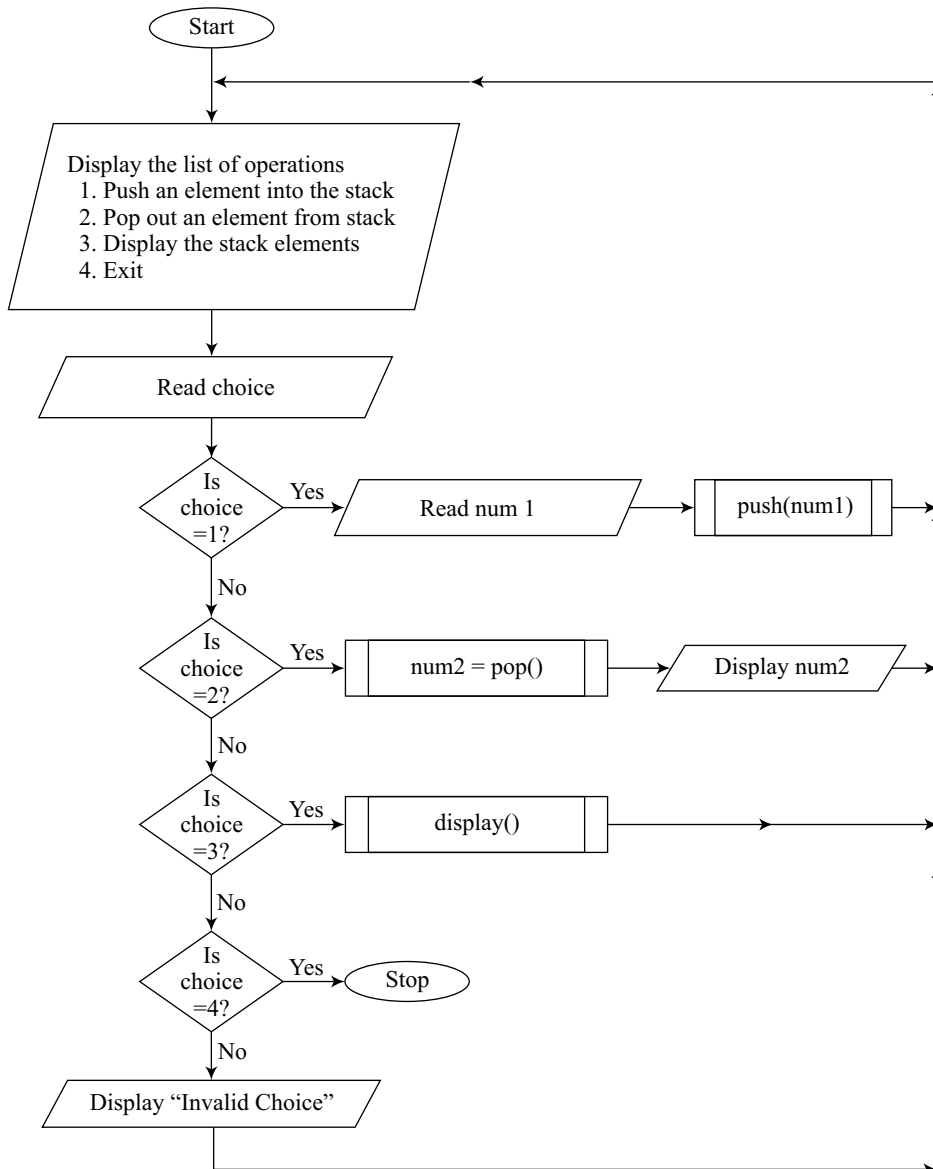 Start
Display the list of operations
1. Push an element into the stack
2. Pop out an element from stack
3. Display the stack elements
4. Exit
Read choice
Is
choice
=1?
Yes
Read num 1
push(num1)
No
Is
choice
=2?
Yes
num2 = pop()
Display num2
No
Is
choice
=3?
Yes
display()
No
Is
choice
=4?
Yes
Stop
No
Display “Invalid Choice”